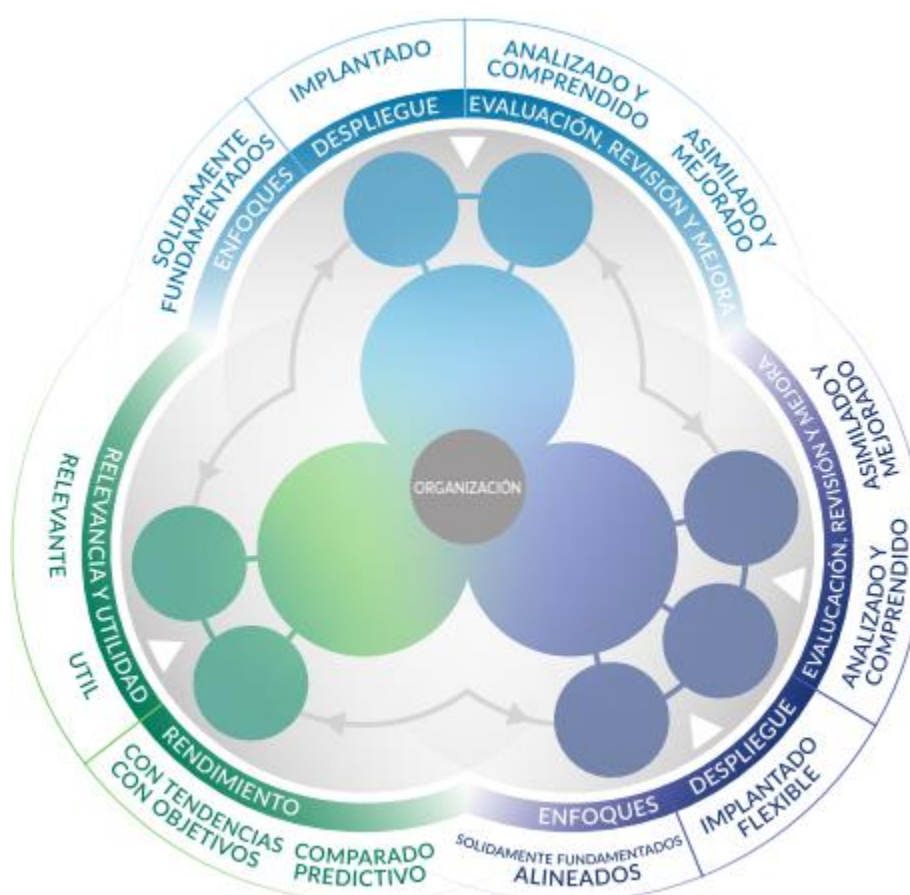 SOLIDAMENTE
FUNDAMENTADOS
IMPLANTADO
ANALIZADO Y
COMPRENDIDO
ASIMILADO Y
MEJORADO
ENFOQUES
DESPLIEGUE
EVALUACIÓN, REVISIÓN Y MEJORA
ORGANIZACIÓN
ASIMILADO Y
MEJORADO
ANALIZADO Y
COMPRENDIDO
EVALUCACIÓN, REVISIÓN Y MEJORA
DESPLIEGUE
IMPLANTADO
FLEXIBLE
ENFOQUES
SOLIDAMENTE FUNDAMENTADOS
ALINEADOS
RELEVANCIA Y UTILIDAD
RELEVANTE
UTIL
RENDIMIENTO
CON TENDENCIAS
CON OBJETIVOS
COMPARADO
PREDICTIVO